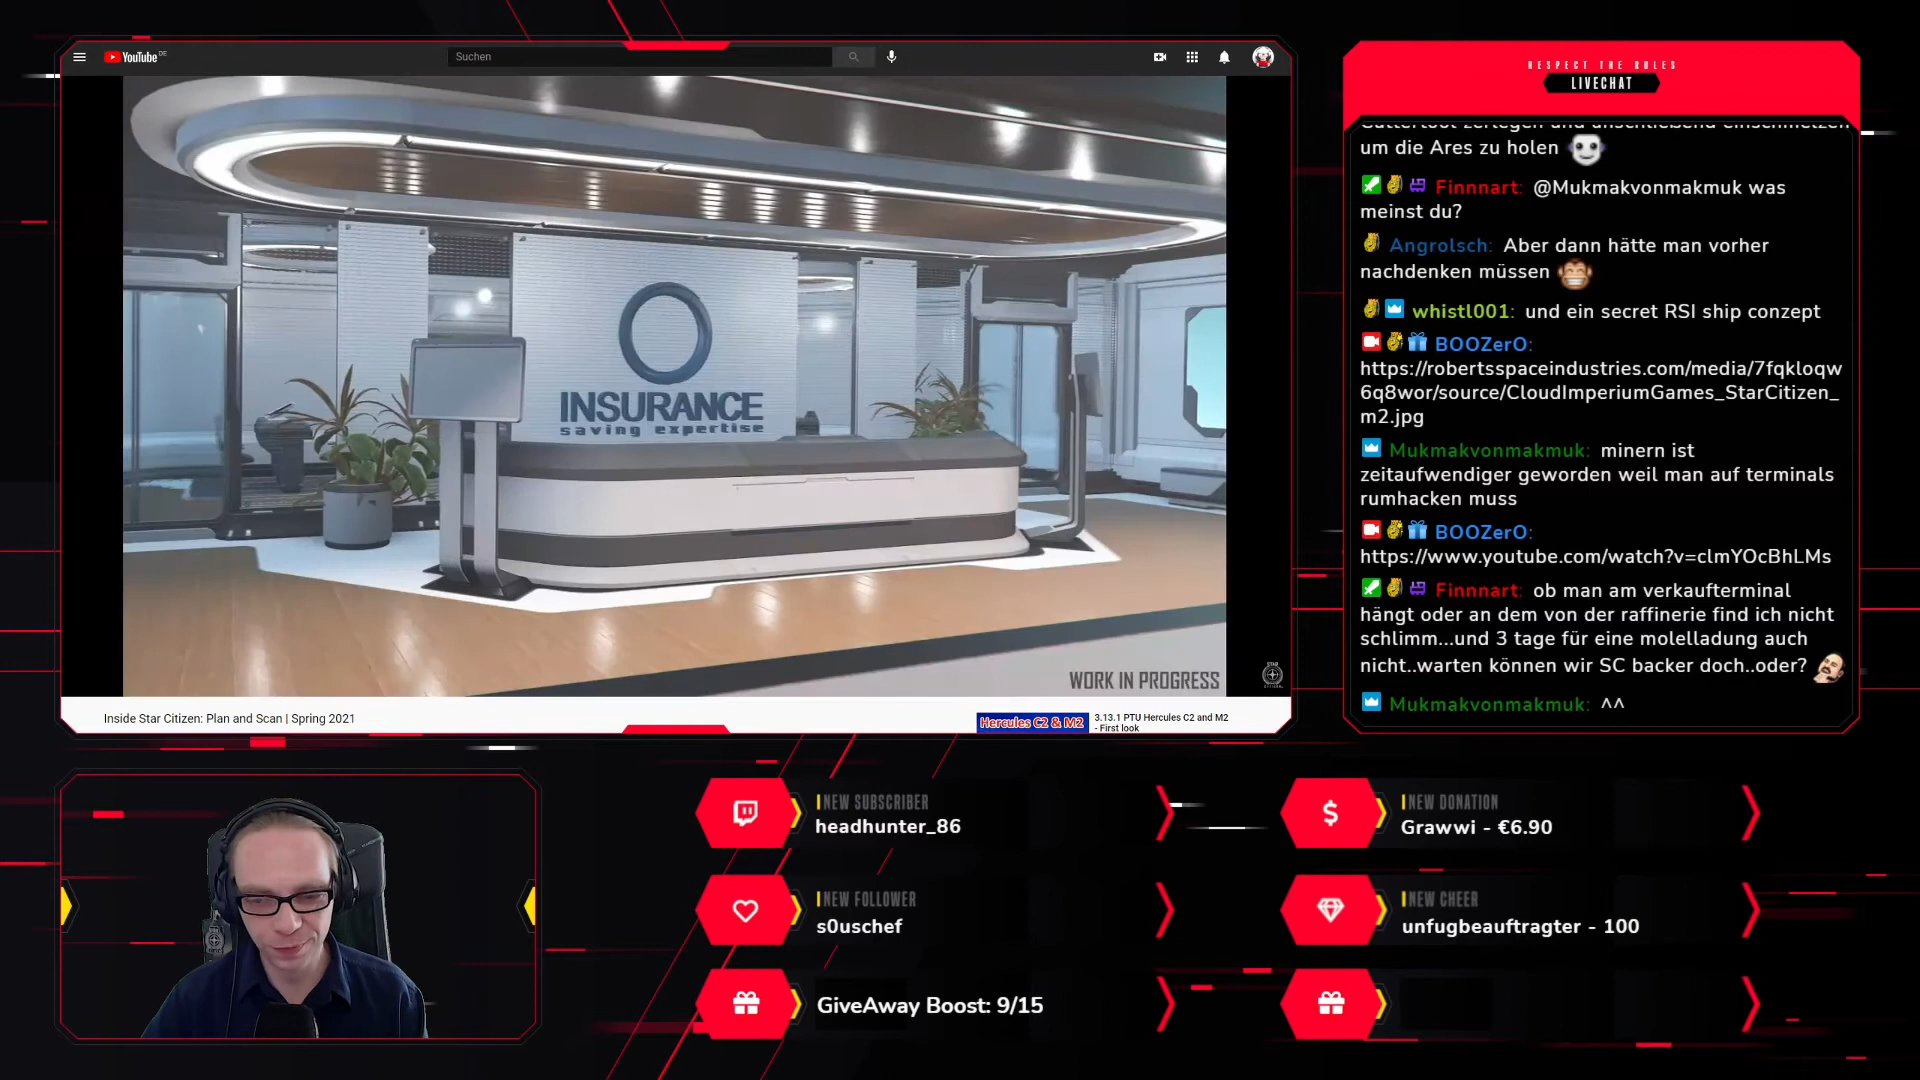 YouTube DE
Suchen
INSURANCE
saving expertise
WORK IN PROGRESS
Inside Star Citizen: Plan and Scan | Spring 2021
Hercules C2 & M2
3.13.1 PTU Hercules C2 and M2
- First look
RESPECT THE RULES
LIVECHAT
um die Ares zu holen
Finnnart: @Mukmakvonmakmuk was
meinst du?
Angrolsch: Aber dann hätte man vorher
nachdenken müssen
whistl001: und ein secret RSI ship conzept
BOOZerO:
https://robertsspaceindustries.com/media/7fqkloqw
6q8wor/source/CloudImperiumGames_StarCitizen_
m2.jpg
Mukmakvonmakmuk: minern ist
zeitaufwendiger geworden weil man auf terminals
rumhacken muss
BOOZerO:
https://www.youtube.com/watch?v=clmYOcBhLMs
Finnnart: ob man am verkaufterminal
hängt oder an dem von der raffinerie find ich nicht
schlimm...und 3 tage für eine molelladung auch
nicht..warten können wir SC backer doch..oder?
Mukmakvonmakmuk: ^^
NEW SUBSCRIBER
headhunter_86
NEW DONATION
Grawwi - €6.90
NEW FOLLOWER
s0uschef
NEW CHEER
unfugbeauftragter - 100
GiveAway Boost: 9/15